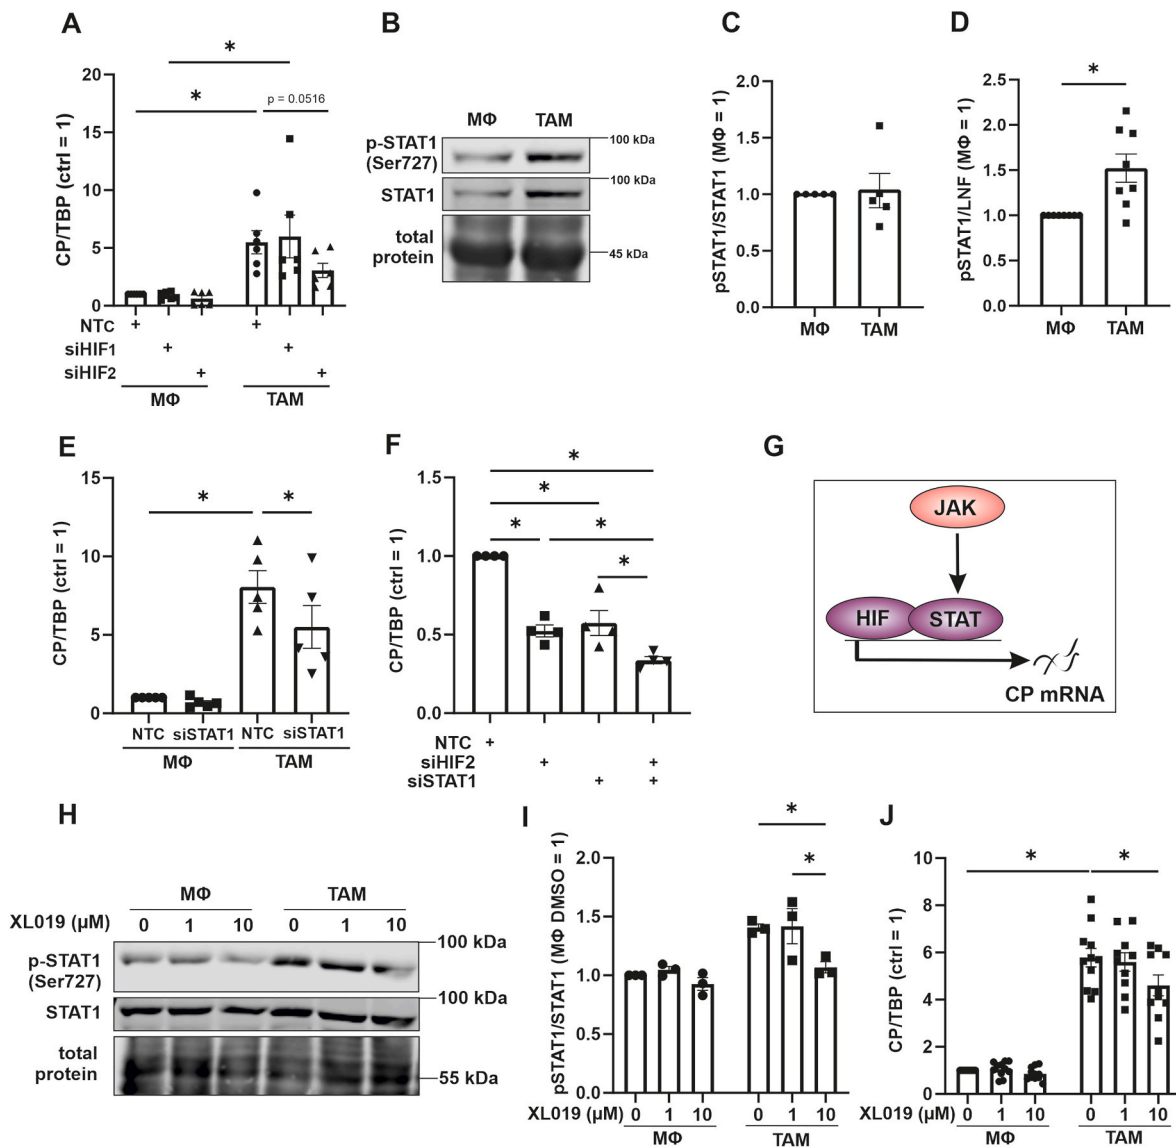 A
CP/TBP (ctrl = 1)
20
15
10
5
0
*
*
p = 0.0516
NTC + +
siHIF1 + +
siHIF2 + +
MΦ TAM
B
MΦ TAM
p-STAT1
(Ser727)
100 kDa
STAT1
100 kDa
total
protein
45 kDa
C
pSTAT1/STAT1 (MΦ = 1)
2.0
1.5
1.0
0.5
0.0
MΦ TAM
D
pSTAT1/LNF (MΦ = 1)
2.5
2.0
1.5
1.0
0.5
0.0
*
MΦ TAM
E
CP/TBP (ctrl = 1)
15
10
5
0
* *
NTC siSTAT1 NTC siSTAT1
MΦ TAM
F
CP/TBP (ctrl = 1)
1.5
1.0
0.5
0.0
*
*
* *
*
NTC +
siHIF2 + +
siSTAT1 + +
G
JAK
HIF STAT
CP mRNA
H
MΦ TAM
XL019 (µM) 0 1 10 0 1 10
p-STAT1
(Ser727)
100 kDa
STAT1
100 kDa
total
protein
55 kDa
I
pSTAT1/STAT1 (MΦ DMSO = 1)
2.0
1.5
1.0
0.5
0.0
*
*
XL019 (µM) 0 1 10 0 1 10
MΦ TAM
J
CP/TBP (ctrl = 1)
10
8
6
4
2
0
* *
XL019 (µM) 0 1 10 0 1 10
MΦ TAM